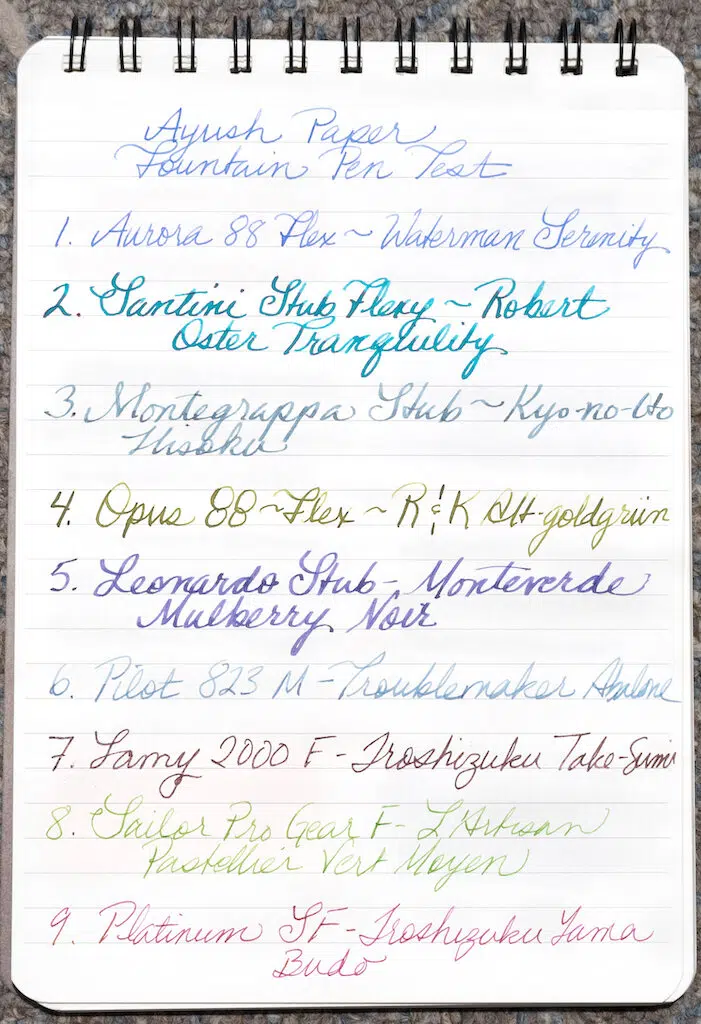 Ayush Paper
Fountain Pen Test
1. Aurora 88 Flex ~ Waterman Serenity
2. Santini Stub Flexy ~ Robert
Oster Tranqiulity
3. Montegrappa Stub ~ Kyo-no-Oto
Hisoku
4. Opus 88 ~ Flex ~ R & K Alt-goldgrün
5. Leonardo Stub - Monteverde
Mulberry Noir
6. Pilot 823 M - Troublemaker Abalone
7. Lamy 2000 F - Iroshizuku Take-Sumi
8. Sailor Pro Gear F - L'Artisan
Pastellier Vert Moyen
9. Platinum SF - Iroshizuku Yama
Budo